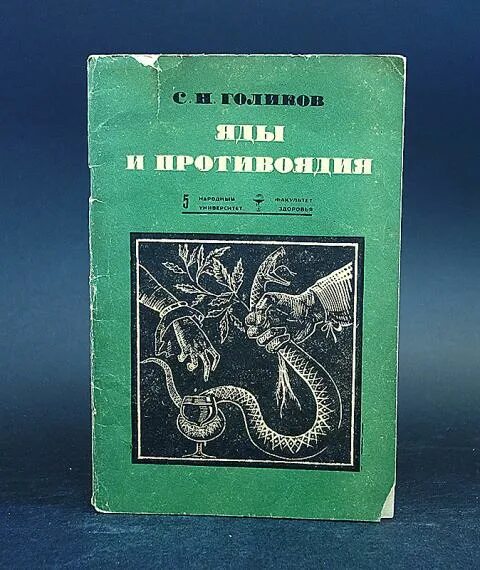 С. Н. ГОЛИКОВ
ЯДЫ
И ПРОТИВОЯДИЯ
5 НАРОДНЫЙ УНИВЕРСИТЕТ ФАКУЛЬТЕТ ЗДОРОВЬЯ